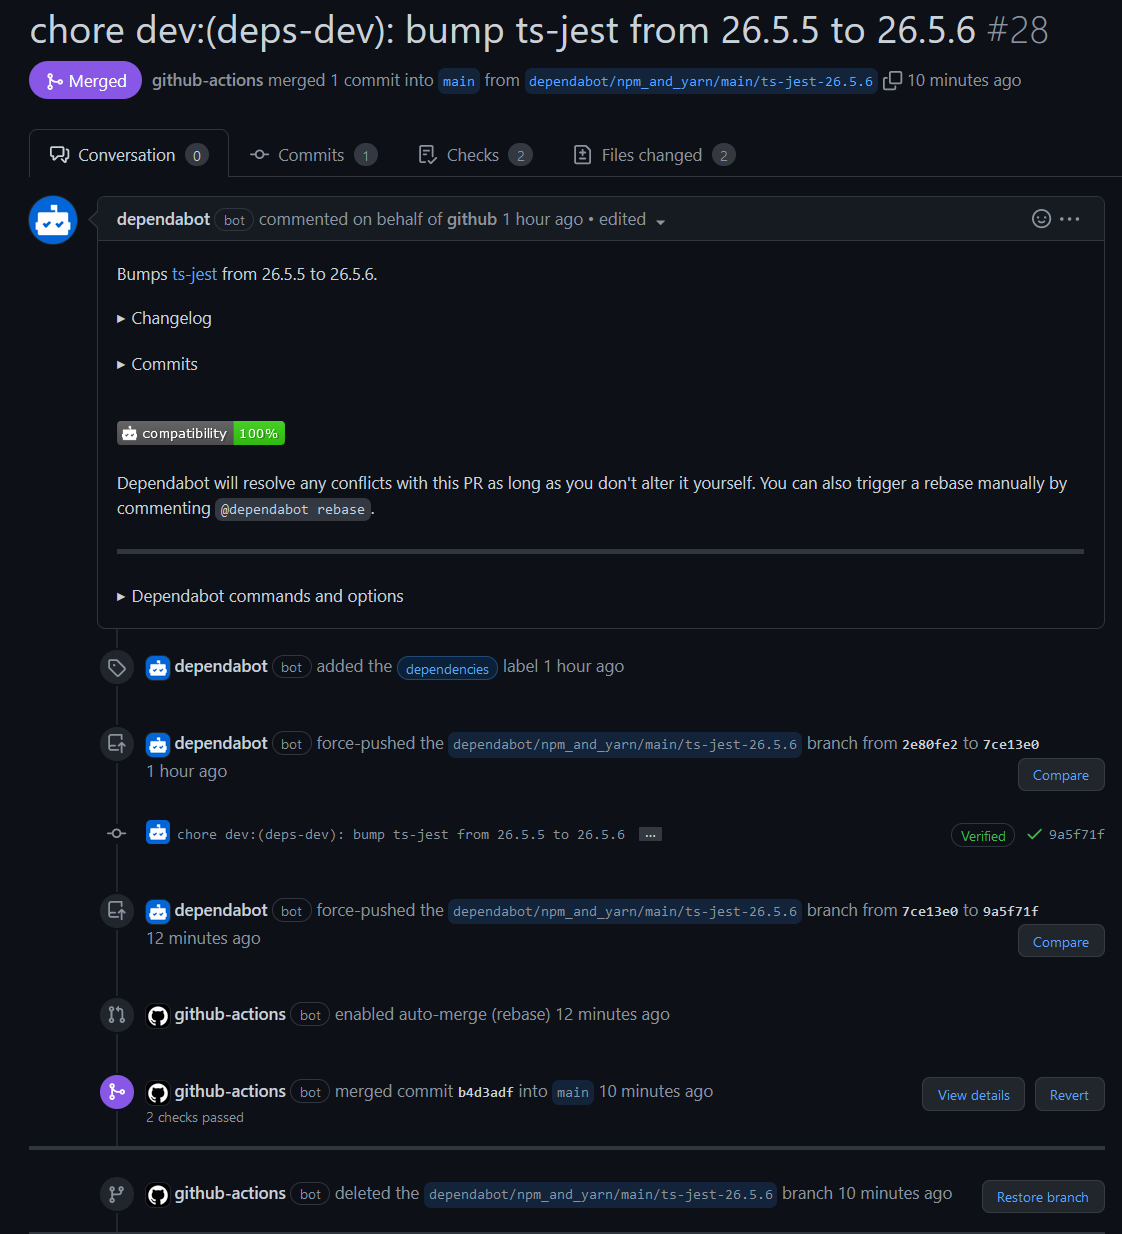 chore dev:(deps-dev): bump ts-jest from 26.5.5 to 26.5.6 #28
Merged github-actions merged 1 commit into main from dependabot/npm_and_yarn/main/ts-jest-26.5.6 10 minutes ago
Conversation 0 Commits 1 Checks 2 Files changed 2
dependabot bot commented on behalf of github 1 hour ago • edited
Bumps ts-jest from 26.5.5 to 26.5.6.
Changelog
Commits
compatibility 100%
Dependabot will resolve any conflicts with this PR as long as you don't alter it yourself. You can also trigger a rebase manually by
commenting @dependabot rebase.
Dependabot commands and options
dependabot bot added the dependencies label 1 hour ago
dependabot bot force-pushed the dependabot/npm_and_yarn/main/ts-jest-26.5.6 branch from 2e80fe2 to 7ce13e0
1 hour ago
Compare
chore dev:(deps-dev): bump ts-jest from 26.5.5 to 26.5.6 … Verified 9a5f71f
dependabot bot force-pushed the dependabot/npm_and_yarn/main/ts-jest-26.5.6 branch from 7ce13e0 to 9a5f71f
12 minutes ago
Compare
github-actions bot enabled auto-merge (rebase) 12 minutes ago
github-actions bot merged commit b4d3adf into main 10 minutes ago View details Revert
2 checks passed
github-actions bot deleted the dependabot/npm_and_yarn/main/ts-jest-26.5.6 branch 10 minutes ago Restore branch